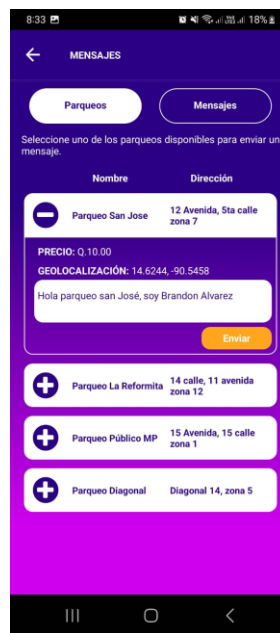 8:33 18%
MENSAJES
Parqueos Mensajes
Seleccione uno de los parqueos disponibles para enviar un
mensaje.
Nombre Dirección
Parqueo San Jose 12 Avenida, 5ta calle
zona 7
PRECIO: Q.10.00
GEOLOCALIZACIÓN: 14.6244, -90.5458
Hola parqueo san José, soy Brandon Alvarez
Enviar
Parqueo La Reformita 14 calle, 11 avenida
zona 12
Parqueo Público MP 15 Avenida, 15 calle
zona 1
Parqueo Diagonal Diagonal 14, zona 5